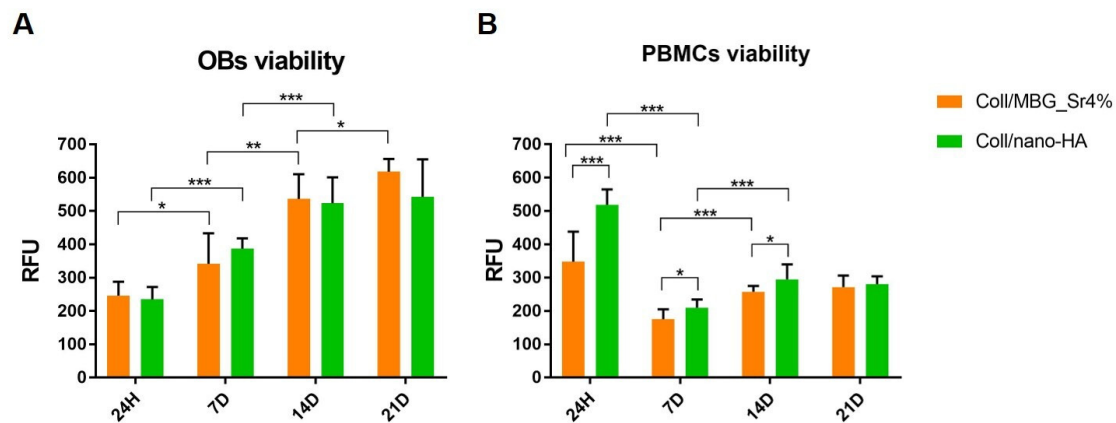 A
OBs viability
***
*
**
***
*
RFU
700
600
500
400
300
200
100
0
24H
7D
14D
21D
B
PBMCs viability
***
***
***
***
***
*
*
RFU
700
600
500
400
300
200
100
0
24H
7D
14D
21D
Coll/MBG_Sr4%
Coll/nano-HA